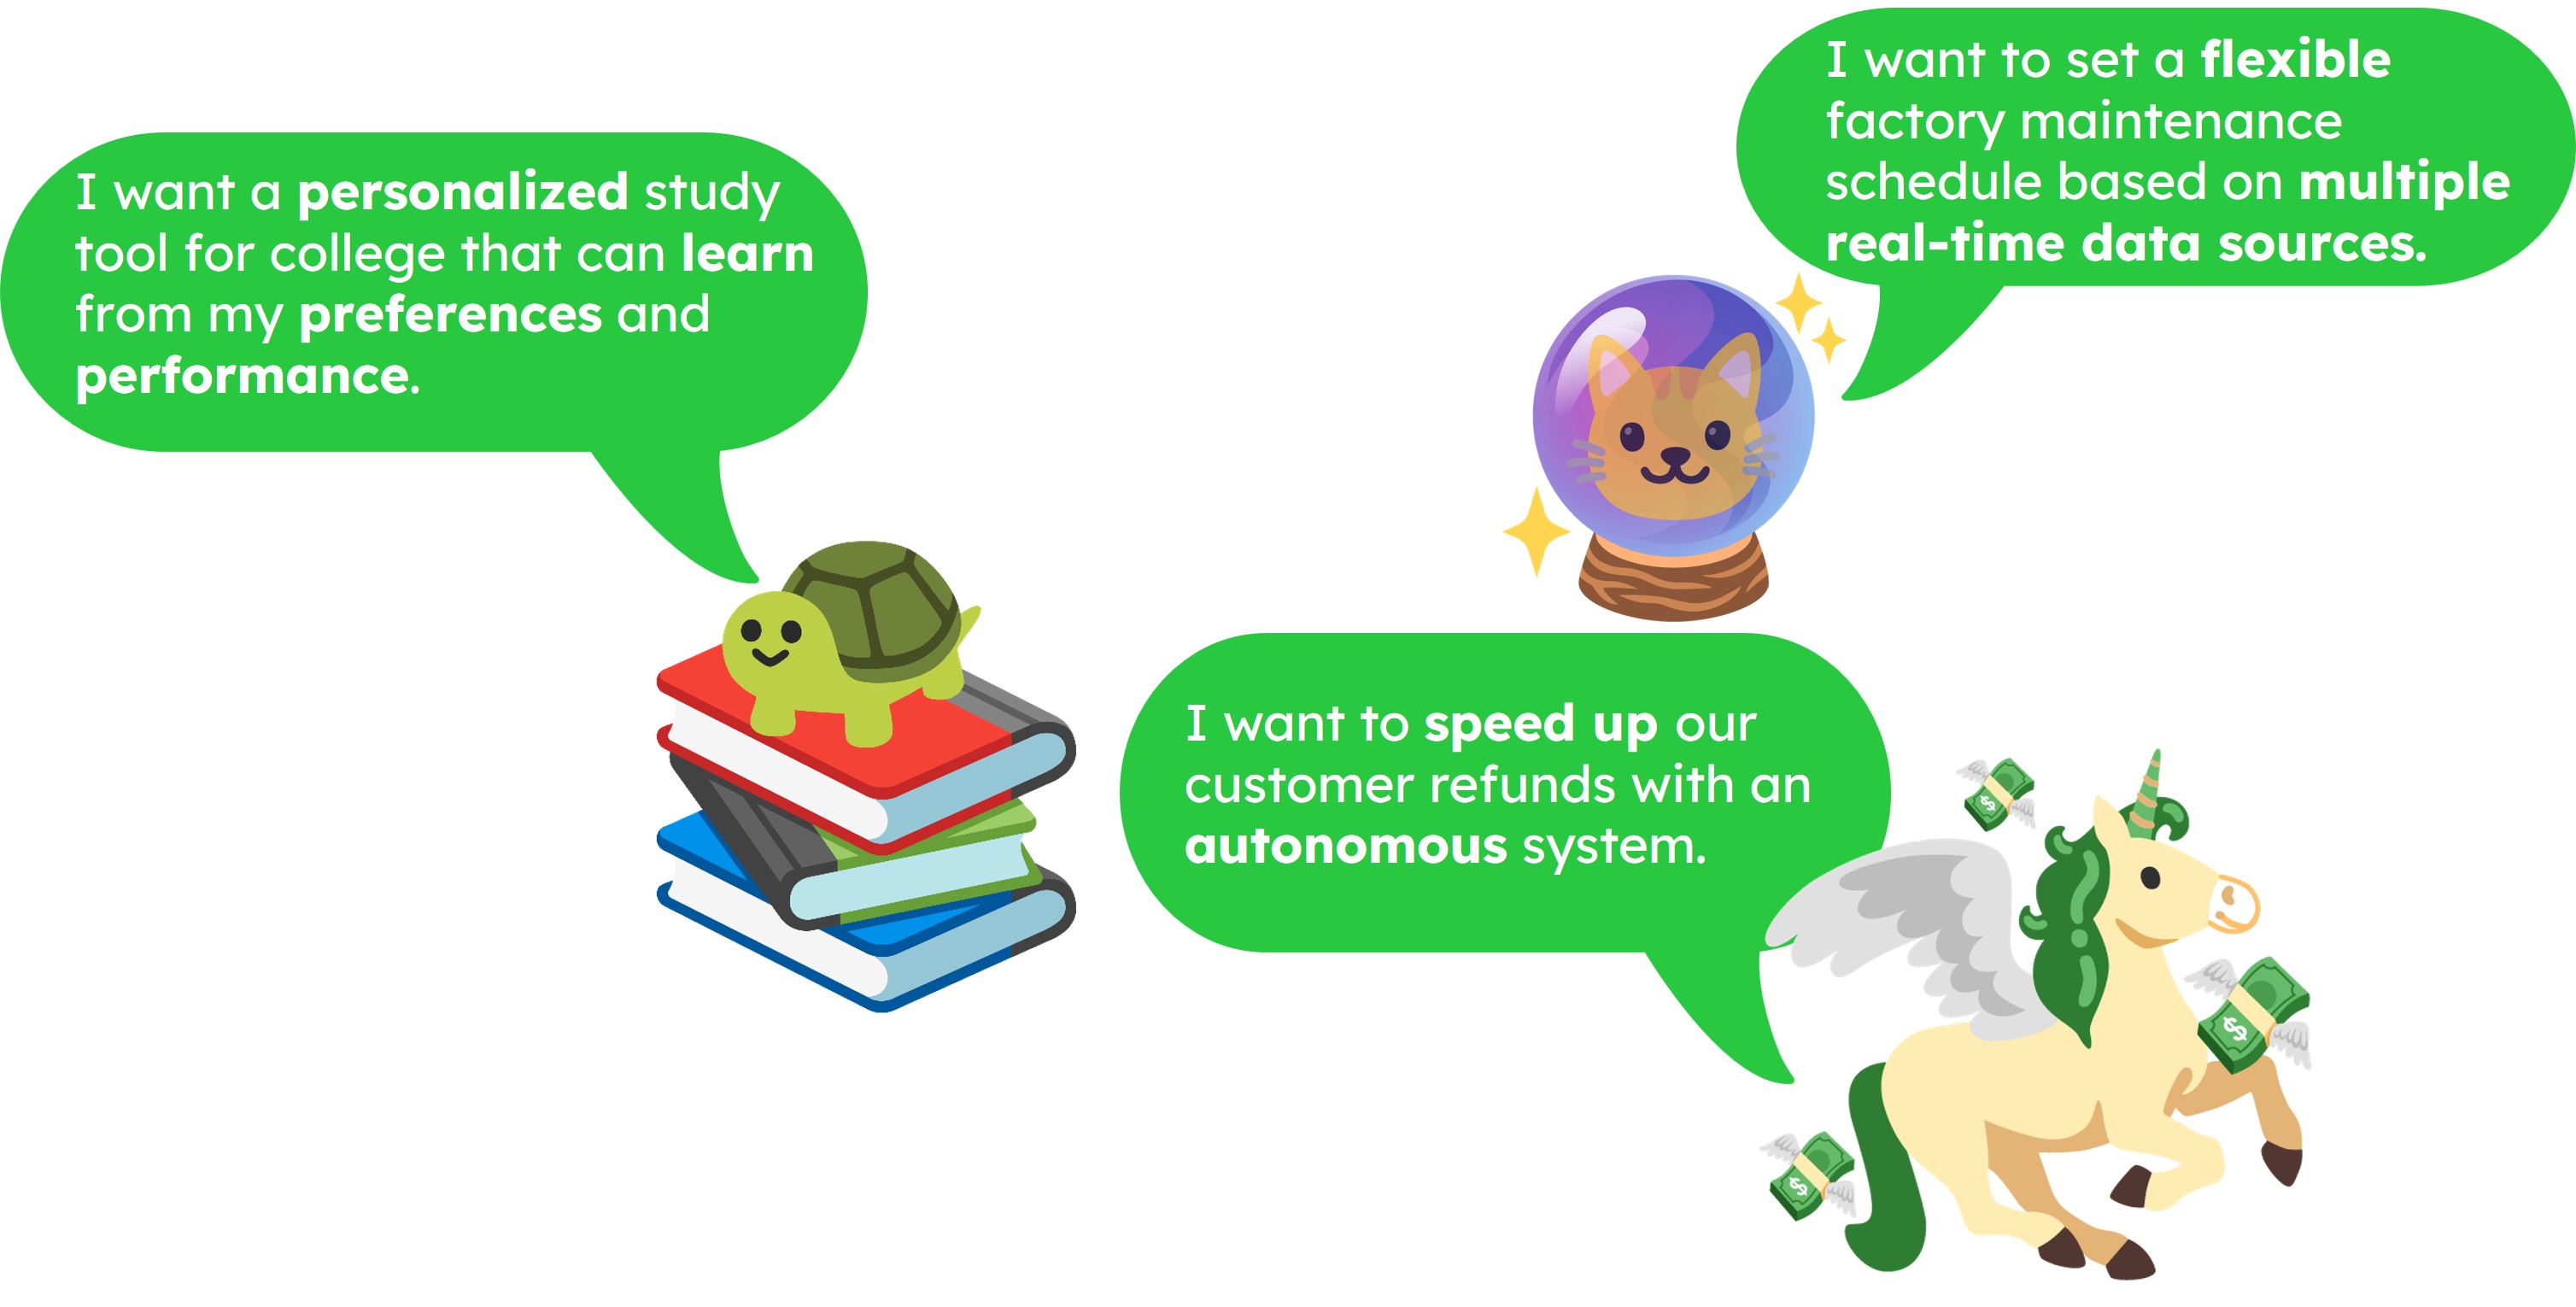 I want a personalized study
tool for college that can learn
from my preferences and
performance.
I want to set a flexible
factory maintenance
schedule based on multiple
real-time data sources.
I want to speed up our
customer refunds with an
autonomous system.
$
$
$